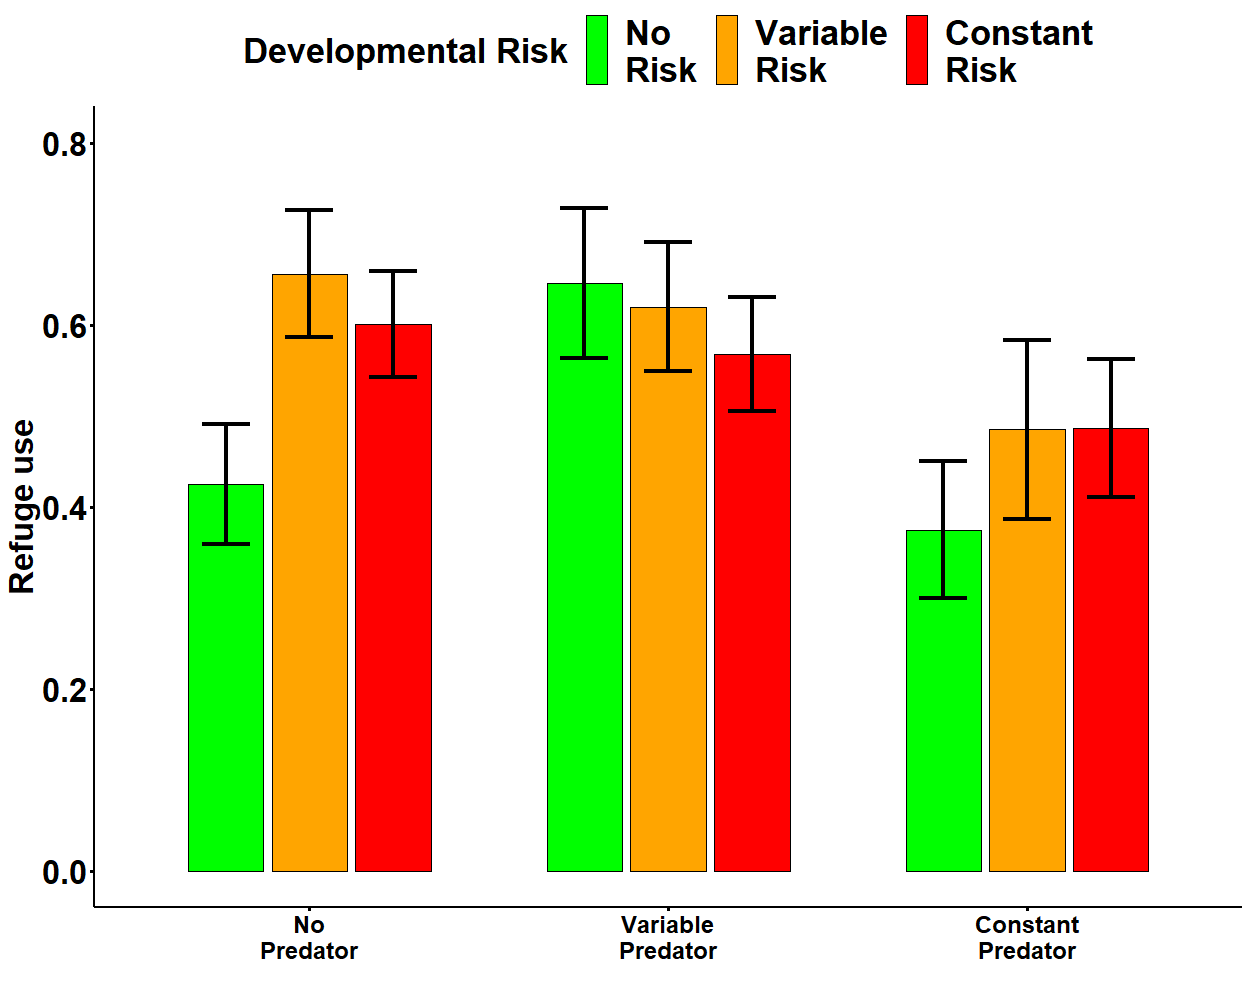 Developmental Risk
No
Risk
Variable
Risk
Constant
Risk
Refuge use
0.8
0.6
0.4
0.2
0.0
No
Predator
Variable
Predator
Constant
Predator